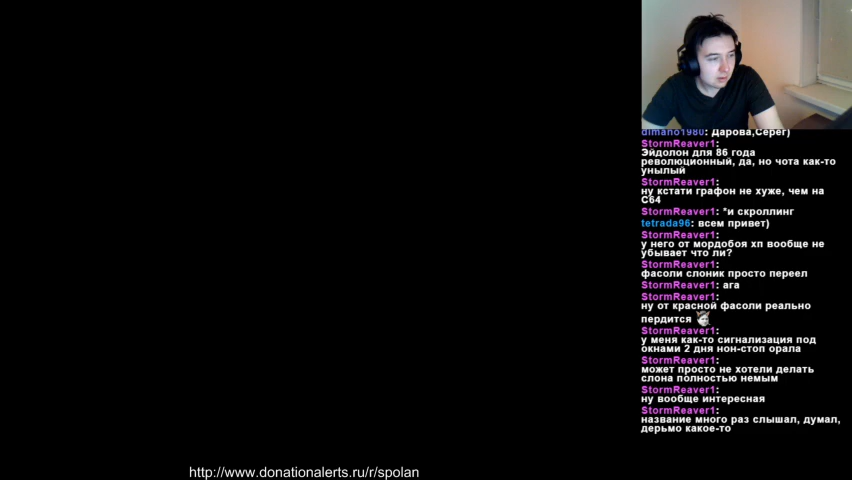 dimano1980: Дарова,Серег)
StormReaver1:
Эйдолон для 86 года
революционный, да, но чота как-то
унылый
StormReaver1:
ну кстати графон не хуже, чем на
С64
StormReaver1: *и скроллинг
tetrada96: всем привет)
StormReaver1:
у него от мордобоя хп вообще не
убывает что ли?
StormReaver1:
фасоли слоник просто переел
StormReaver1: ага
StormReaver1:
ну от красной фасоли реально
пердится
StormReaver1:
у меня как-то сигнализация под
окнами 2 дня нон-стоп орала
StormReaver1:
может просто не хотели делать
слона полностью немым
StormReaver1:
ну вообще интересная
StormReaver1:
название много раз слышал, думал,
дерьмо какое-то
http://www.donationalerts.ru/r/spolan